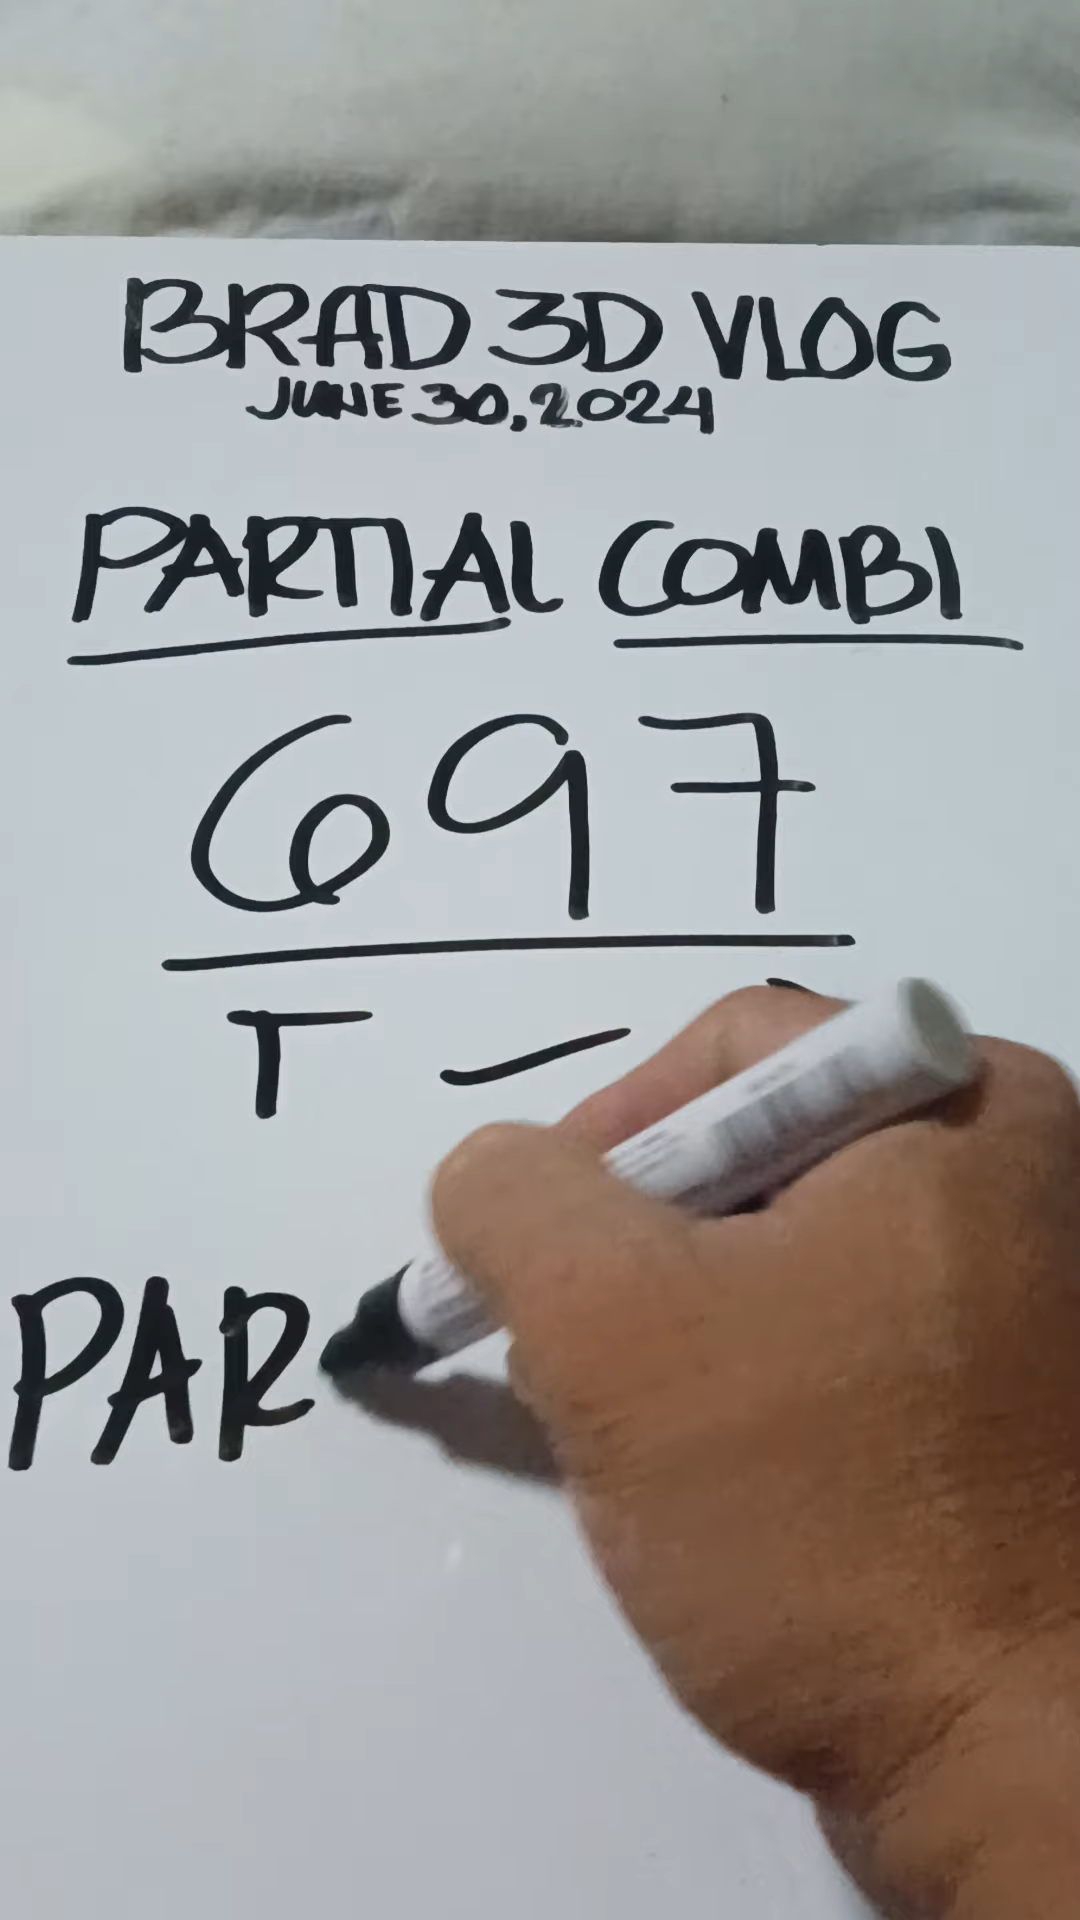 BRAD 3D VLOG
JUNE 30, 2024
PARTIAL COMBI
697
T -
PAR